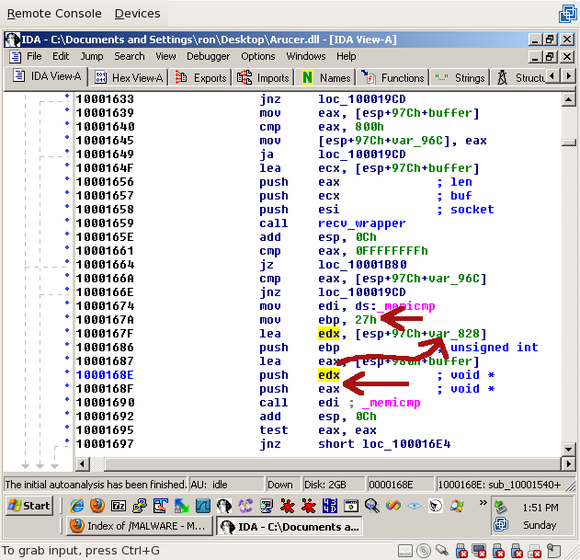 Remote Console Devices
IDA - C:\Documents and Settings\ron\Desktop\Arucer.dll - [IDA View-A]
File Edit Jump Search View Debugger Options Windows Help
IDA View-A Hex View-A Exports Imports N Names Functions "..." Strings Struct
10001633 jnz loc_100019CD
10001639 mov eax, [esp+97Ch+buffer]
10001640 cmp eax, 800h
10001645 mov [esp+97Ch+var_96C], eax
10001649 ja loc_100019CD
1000164F lea ecx, [esp+97Ch+buffer]
10001656 push eax ; len
10001657 push ecx ; buf
10001658 push esi ; socket
10001659 call recv_wrapper
1000165E add esp, 0Ch
10001661 cmp eax, 0FFFFFFFFh
10001664 jz loc_10001B80
1000166A cmp eax, [esp+97Ch+var_96C]
1000166E jnz loc_100019CD
10001674 mov edi, ds:_memicmp
1000167A mov ebp, 27h
1000167F lea edx, [esp+97Ch+var_828]
10001686 push ebp ; unsigned int
10001687 lea eax, [esp+980h+buffer]
1000168E push edx ; void *
1000168F push eax ; void *
10001690 call edi ; _memicmp
10001692 add esp, 0Ch
10001695 test eax, eax
10001697 jnz short loc_100016E4
The initial autoanalysis has been finished. AU: idle Down Disk: 2GB 0000168E 1000168E: sub_10001540+
Start 1:51 PM
Sunday
Index of /MALWARE - M... IDA - C:\Documents a...
To grab input, press Ctrl+G